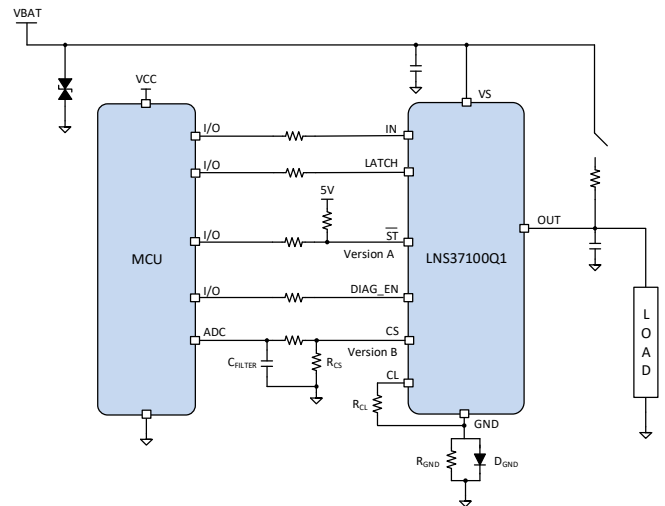 VBAT
VCC
VS
I/O
IN
I/O
LATCH
5V
I/O
ST
Version A
OUT
MCU
LNS37100Q1
I/O
DIAG_EN
ADC
CS
Version B
CFILTER
RCS
CL
RCL
GND
RGND
DGND
LOAD